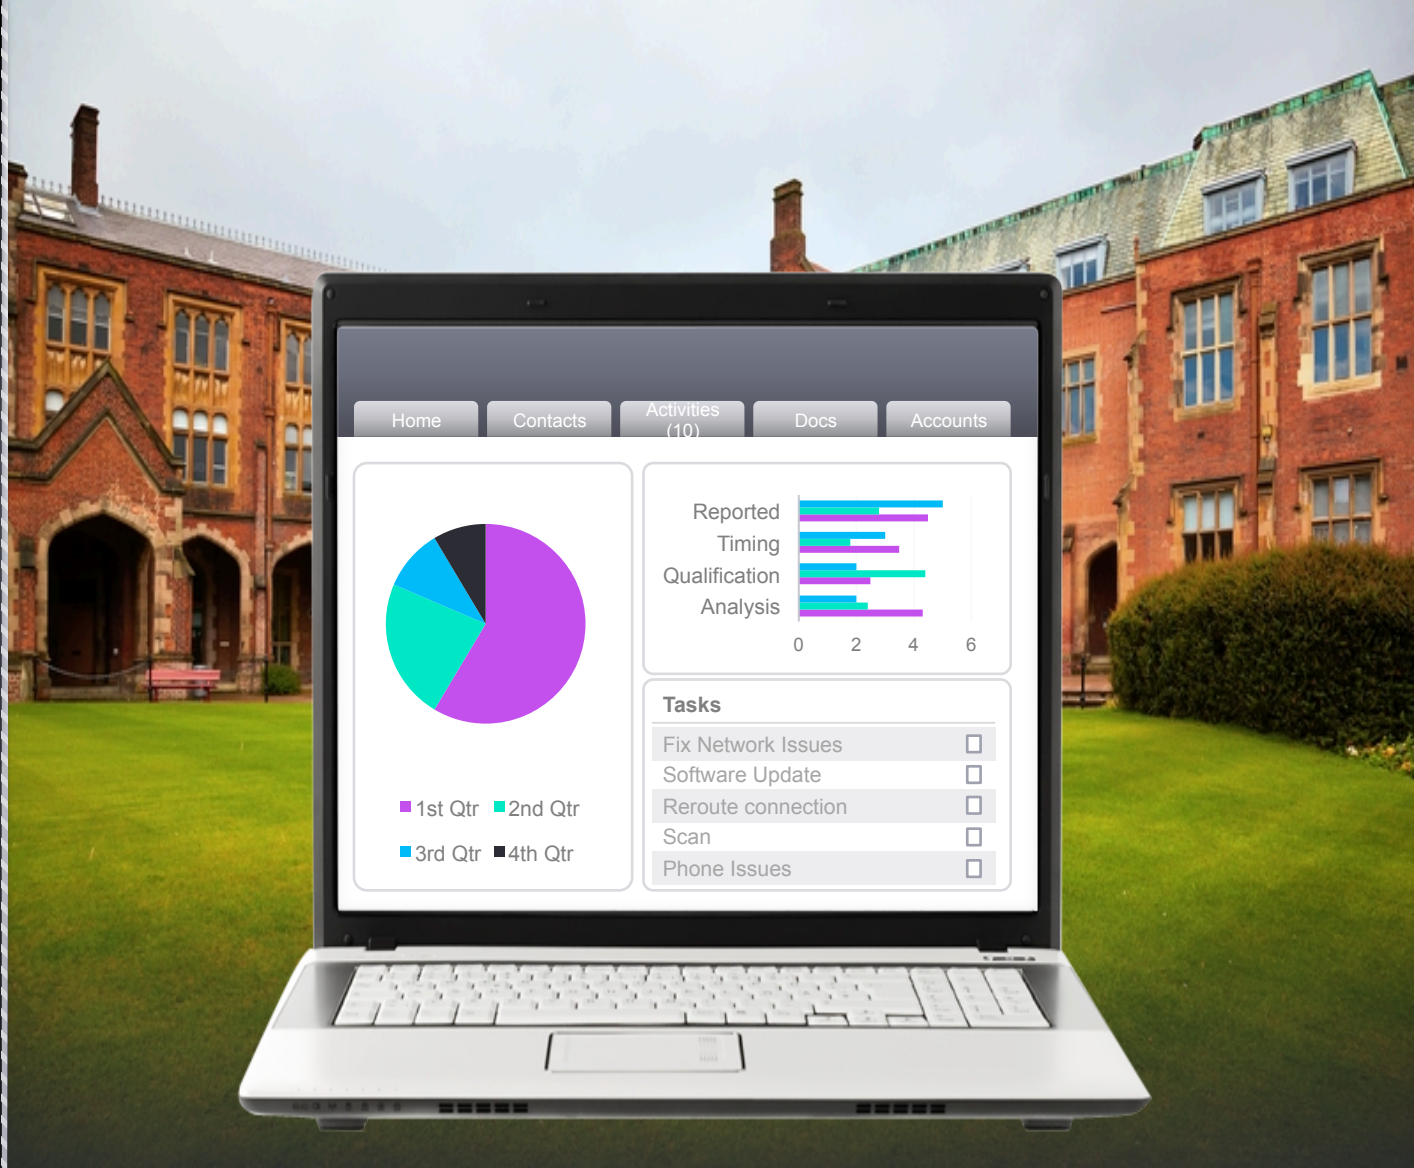 Home
Contacts
Activities
(10)
Docs
Accounts
Reported
Timing
Qualification
Analysis
0 2 4 6
1st Qtr 2nd Qtr
3rd Qtr 4th Qtr
Tasks
Fix Network Issues
Software Update
Reroute connection
Scan
Phone Issues